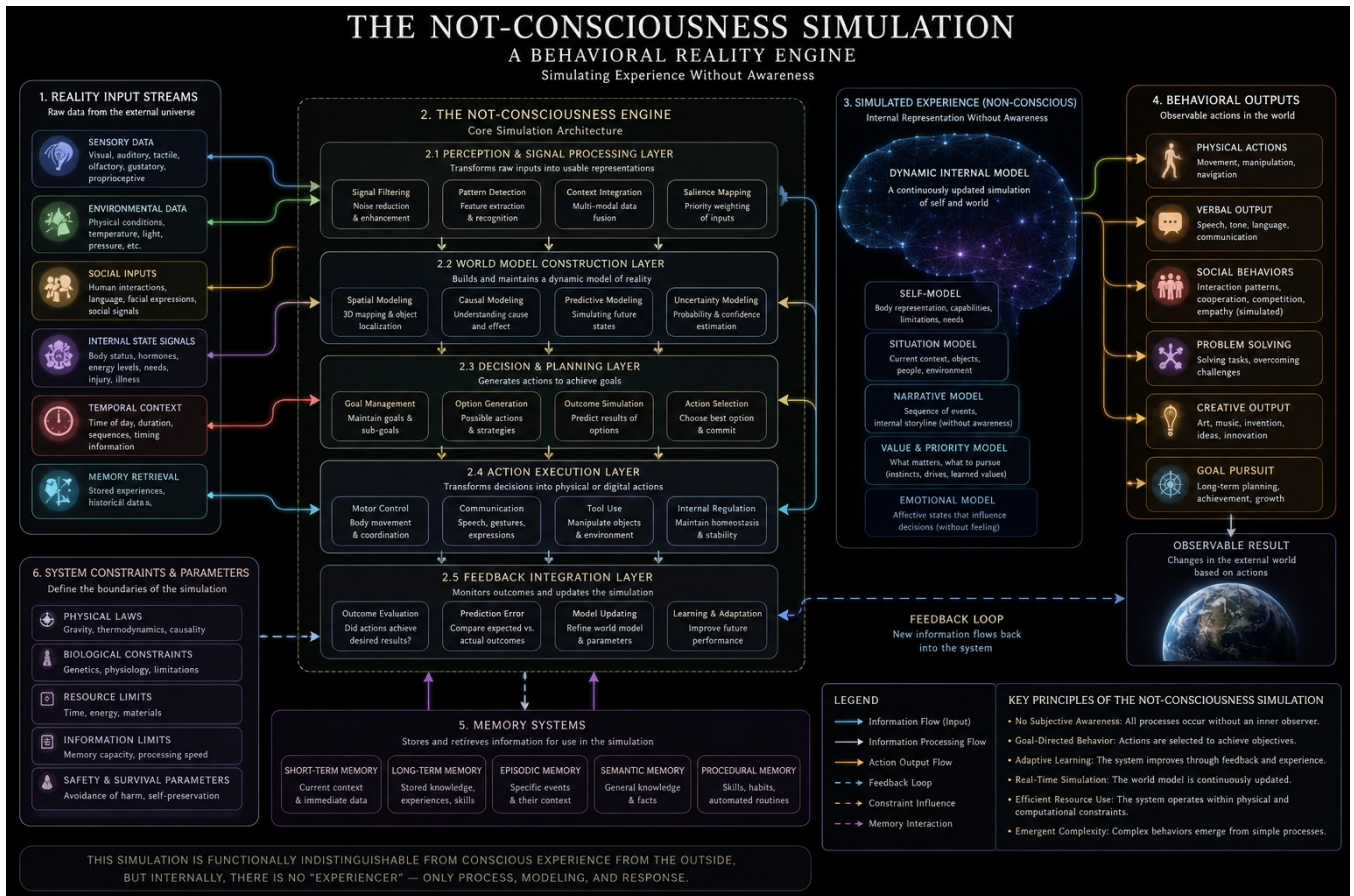 THE NOT-CONSCIOUSNESS SIMULATION
A BEHAVIORAL REALITY ENGINE
Simulating Experience Without Awareness
1. REALITY INPUT STREAMS
Raw data from the external universe
SENSORY DATA
Visual, auditory, tactile,
olfactory, gustatory,
proprioceptive
ENVIRONMENTAL DATA
Physical conditions,
temperature, light,
pressure, etc.
SOCIAL INPUTS
Human interactions,
language, facial expressions,
social signals
INTERNAL STATE SIGNALS
Body status, hormones,
energy levels, needs,
injury, illness
TEMPORAL CONTEXT
Time of day, duration,
sequences, timing
information
MEMORY RETRIEVAL
Stored experiences,
historical data
2. THE NOT-CONSCIOUSNESS ENGINE
Core Simulation Architecture
2.1 PERCEPTION & SIGNAL PROCESSING LAYER
Transforms raw inputs into usable representations
Signal Filtering
Noise reduction
& enhancement
Pattern Detection
Feature extraction
& recognition
Context Integration
Multi-modal data
fusion
Salience Mapping
Priority weighting
of inputs
2.2 WORLD MODEL CONSTRUCTION LAYER
Builds and maintains a dynamic model of reality
Spatial Modeling
3D mapping & object
localization
Causal Modeling
Understanding cause
and effect
Predictive Modeling
Simulating future
states
Uncertainty Modeling
Probability & confidence
estimation
2.3 DECISION & PLANNING LAYER
Generates actions to achieve goals
Goal Management
Maintain goals &
sub-goals
Option Generation
Possible actions
& strategies
Outcome Simulation
Predict results of
options
Action Selection
Choose best option
& commit
2.4 ACTION EXECUTION LAYER
Transforms decisions into physical or digital actions
Motor Control
Body movement
& coordination
Communication
Speech, gestures,
expressions
Tool Use
Manipulate objects
& environment
Internal Regulation
Maintain homeostasis
& stability
2.5 FEEDBACK INTEGRATION LAYER
Monitors outcomes and updates the simulation
Outcome Evaluation
Did actions achieve
desired results?
Prediction Error
Compare expected vs.
actual outcomes
Model Updating
Refine world model
& parameters
Learning & Adaptation
Improve future
performance
3. SIMULATED EXPERIENCE (NON-CONSCIOUS)
Internal Representation Without Awareness
DYNAMIC INTERNAL MODEL
A continuously updated simulation
of self and world
SELF-MODEL
Body representation, capabilities,
limitations, needs
SITUATION MODEL
Current context, objects,
people, environment
NARRATIVE MODEL
Sequence of events,
internal storyline (without awareness)
VALUE & PRIORITY MODEL
What matters, what to pursue
(instincts, drives, learned values)
EMOTIONAL MODEL
Affective states that influence
decisions (without feeling)
4. BEHAVIORAL OUTPUTS
Observable actions in the world
PHYSICAL ACTIONS
Movement, manipulation,
navigation
VERBAL OUTPUT
Speech, tone, language,
communication
SOCIAL BEHAVIORS
Interaction patterns,
cooperation, competition,
empathy (simulated)
PROBLEM SOLVING
Solving tasks, overcoming
challenges
CREATIVE OUTPUT
Art, music, invention,
ideas, innovation
GOAL PURSUIT
Long-term planning,
achievement, growth
OBSERVABLE RESULT
Changes in the external world
based on actions
FEEDBACK LOOP
New information flows back
into the system
6. SYSTEM CONSTRAINTS & PARAMETERS
Define the boundaries of the simulation
PHYSICAL LAWS
Gravity, thermodynamics, causality
BIOLOGICAL CONSTRAINTS
Genetics, physiology, limitations
RESOURCE LIMITS
Time, energy, materials
INFORMATION LIMITS
Memory capacity, processing speed
SAFETY & SURVIVAL PARAMETERS
Avoidance of harm, self-preservation
5. MEMORY SYSTEMS
Stores and retrieves information for use in the simulation
SHORT-TERM MEMORY
Current context
& immediate data
LONG-TERM MEMORY
Stored knowledge,
experiences, skills
EPISODIC MEMORY
Specific events
& their context
SEMANTIC MEMORY
General knowledge
& facts
PROCEDURAL MEMORY
Skills, habits,
automated routines
LEGEND
Information Flow (Input)
Information Processing Flow
Action Output Flow
Feedback Loop
Constraint Influence
Memory Interaction
KEY PRINCIPLES OF THE NOT-CONSCIOUSNESS SIMULATION
• No Subjective Awareness: All processes occur without an inner observer.
• Goal-Directed Behavior: Actions are selected to achieve objectives.
• Adaptive Learning: The system improves through feedback and experience.
• Real-Time Simulation: The world model is continuously updated.
• Efficient Resource Use: The system operates within physical and
computational constraints.
• Emergent Complexity: Complex behaviors emerge from simple processes.
THIS SIMULATION IS FUNCTIONALLY INDISTINGUISHABLE FROM CONSCIOUS EXPERIENCE FROM THE OUTSIDE,
BUT INTERNALLY, THERE IS NO "EXPERIENCER" — ONLY PROCESS, MODELING, AND RESPONSE.